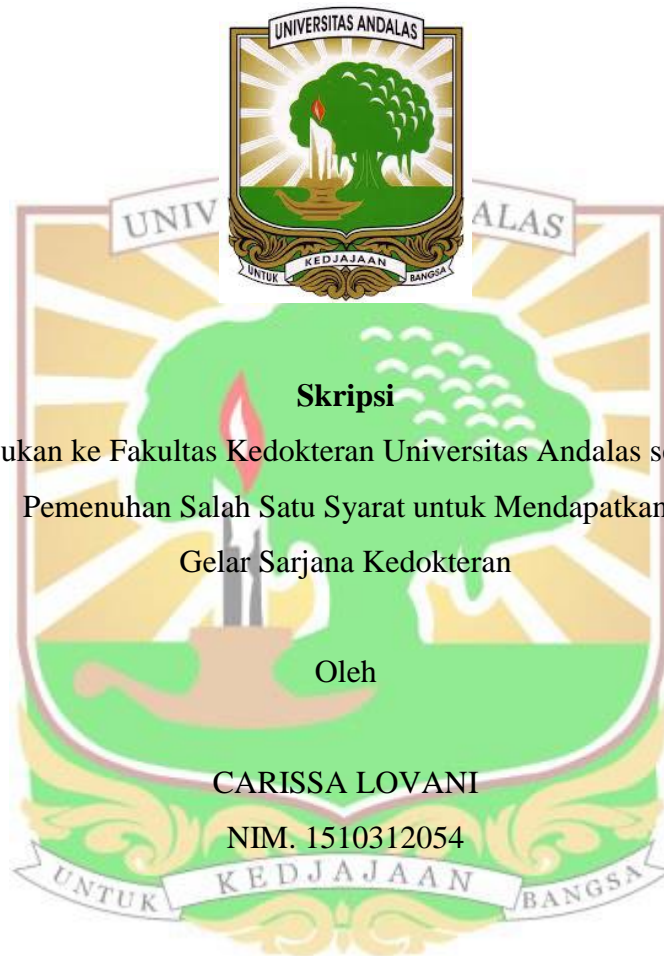 UNIVERSITAS ANDALAS
UNTUK KEDJAJAAN BANGSA
UNIV ALAS
Skripsi
ukan ke Fakultas Kedokteran Universitas Andalas se
Pemenuhan Salah Satu Syarat untuk Mendapatkan
Gelar Sarjana Kedokteran
Oleh
CARISSA LOVANI
NIM. 1510312054
UNTUK KEDJAJAAN BANGSA